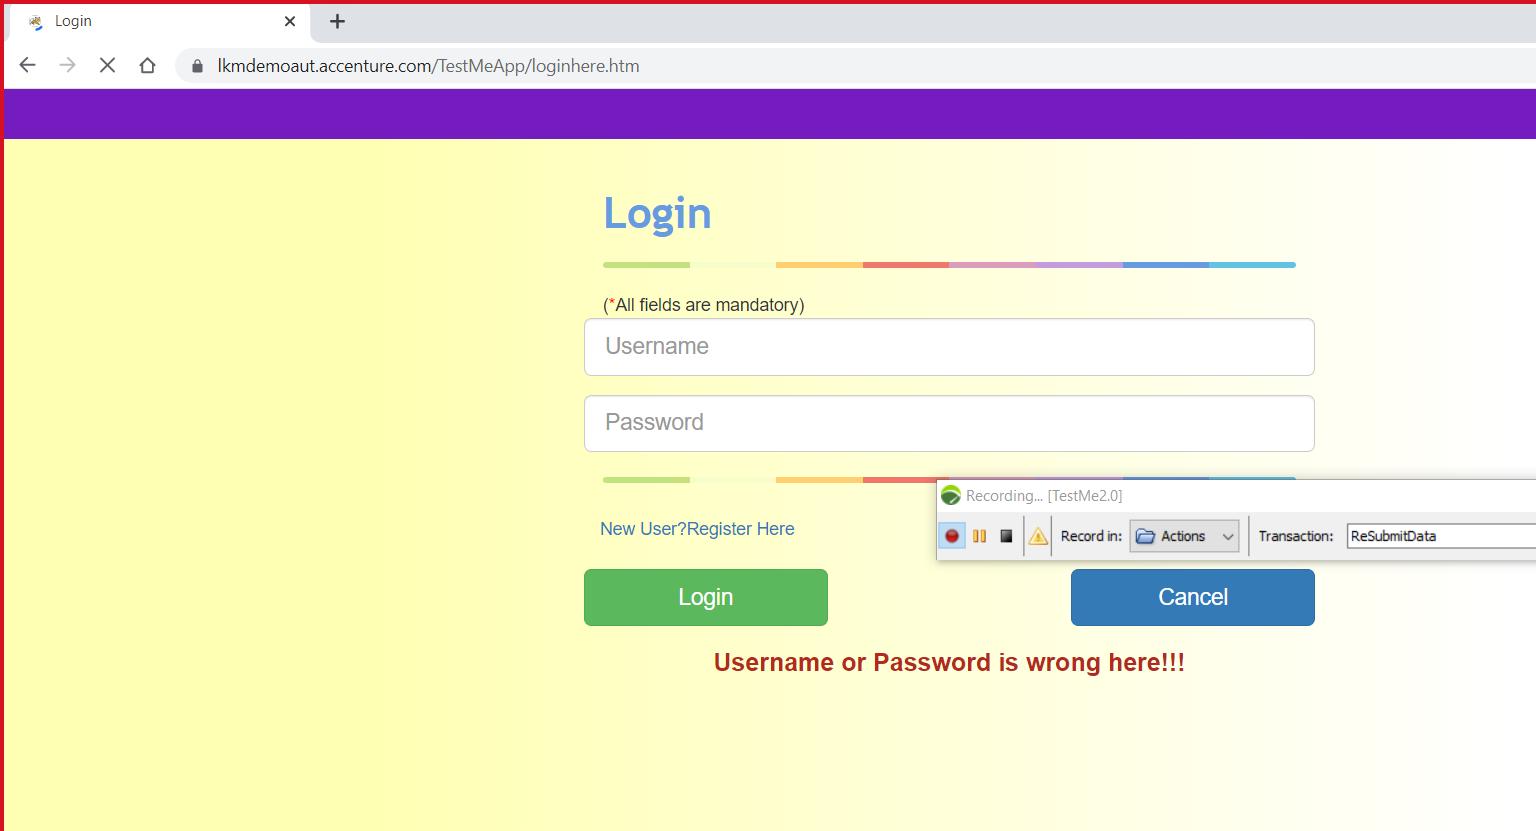 Login
lkmdemoaut.accenture.com/TestMeApp/loginhere.htm
Login
(*All fields are mandatory)
Username
Password
Recording... [TestMe2.0]
Record in: Actions Transaction: ReSubmitData
New User?Register Here
Login Cancel
Username or Password is wrong here!!!